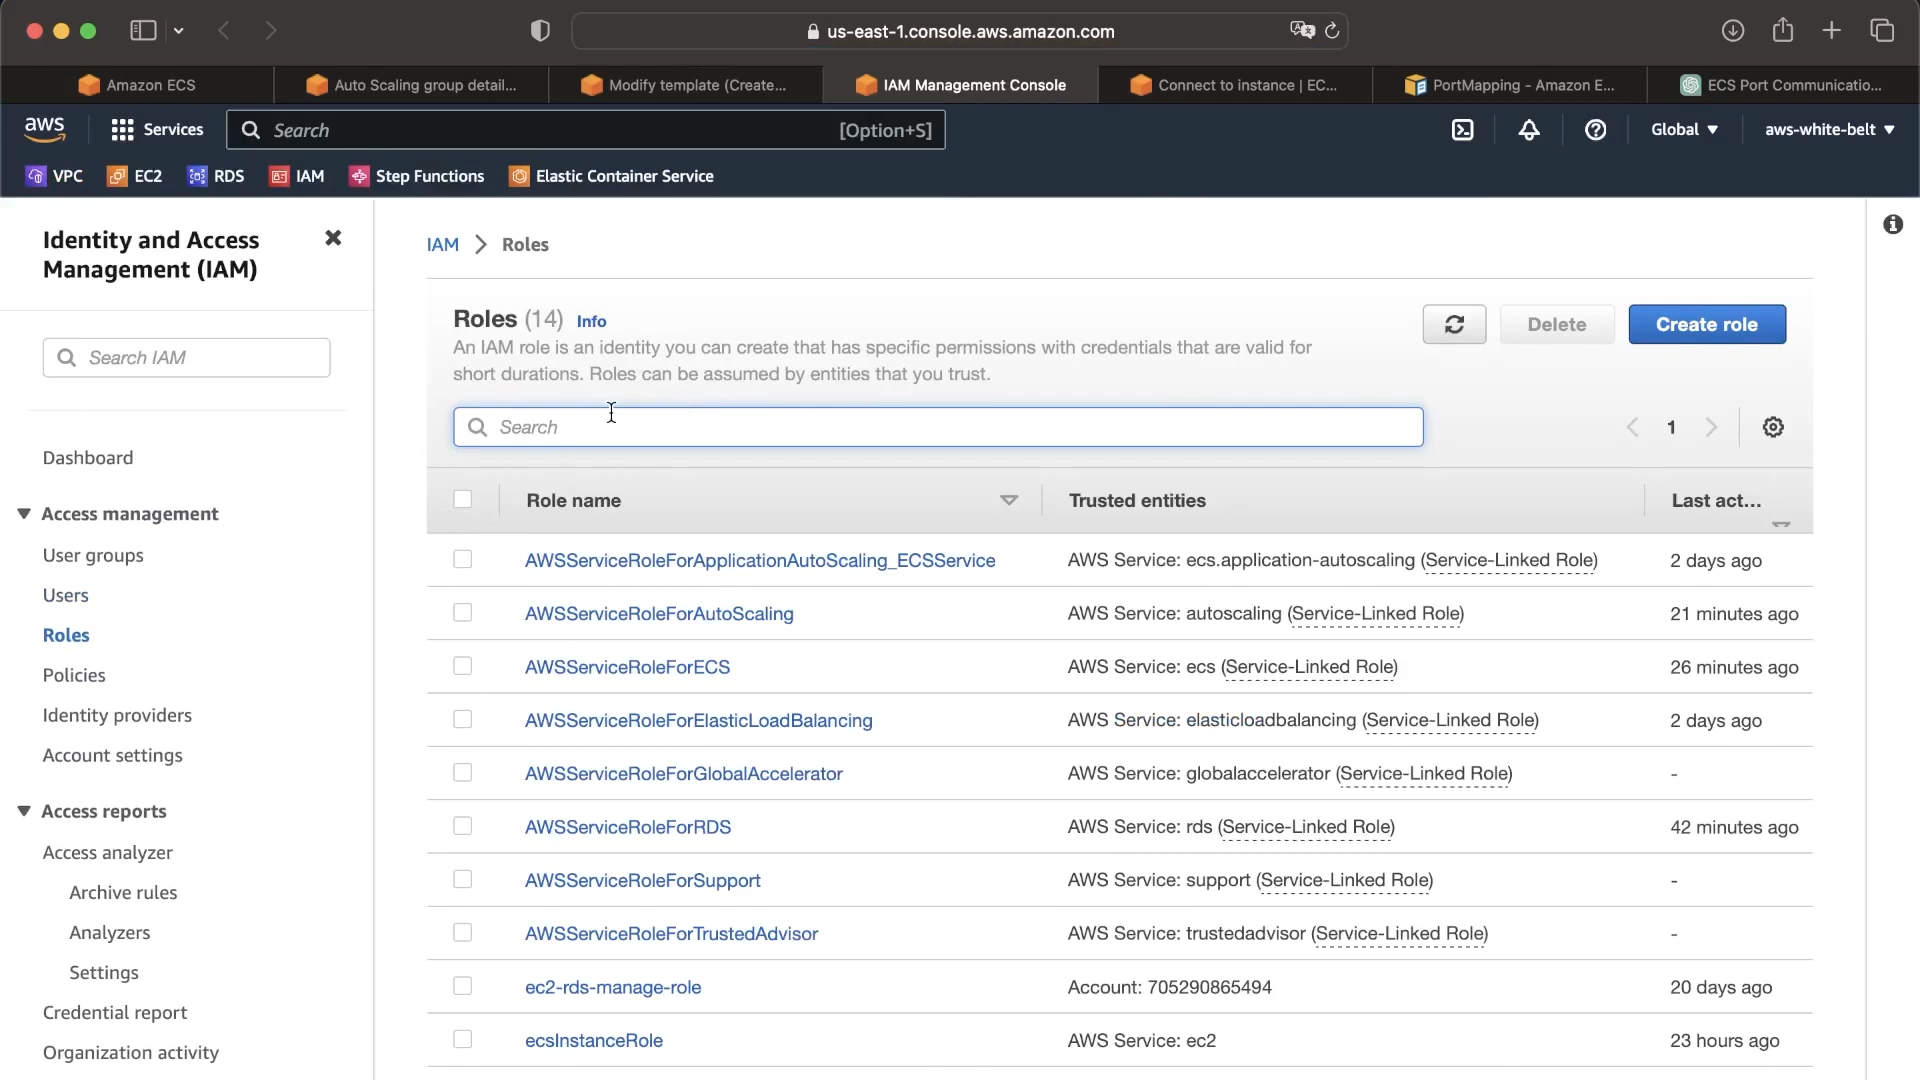 us-east-1.console.aws.amazon.com
Amazon ECS
Auto Scaling group detail...
Modify template (Create...
IAM Management Console
Connect to instance | EC...
PortMapping - Amazon E...
ECS Port Communicatio...
aws
Services
Search
[Option+S]
Global
aws-white-belt
VPC
EC2
RDS
IAM
Step Functions
Elastic Container Service
Identity and Access
Management (IAM)
Search IAM
Dashboard
Access management
User groups
Users
Roles
Policies
Identity providers
Account settings
Access reports
Access analyzer
Archive rules
Analyzers
Settings
Credential report
Organization activity
IAM > Roles
Roles (14) Info
An IAM role is an identity you can create that has specific permissions with credentials that are valid for
short durations. Roles can be assumed by entities that you trust.
Delete
Create role
Search
1
Role name Trusted entities Last act...
AWSServiceRoleForApplicationAutoScaling_ECSService AWS Service: ecs.application-autoscaling (Service-Linked Role) 2 days ago
AWSServiceRoleForAutoScaling AWS Service: autoscaling (Service-Linked Role) 21 minutes ago
AWSServiceRoleForECS AWS Service: ecs (Service-Linked Role) 26 minutes ago
AWSServiceRoleForElasticLoadBalancing AWS Service: elasticloadbalancing (Service-Linked Role) 2 days ago
AWSServiceRoleForGlobalAccelerator AWS Service: globalaccelerator (Service-Linked Role) -
AWSServiceRoleForRDS AWS Service: rds (Service-Linked Role) 42 minutes ago
AWSServiceRoleForSupport AWS Service: support (Service-Linked Role) -
AWSServiceRoleForTrustedAdvisor AWS Service: trustedadvisor (Service-Linked Role) -
ec2-rds-manage-role Account: 705290865494 20 days ago
ecsInstanceRole AWS Service: ec2 23 hours ago